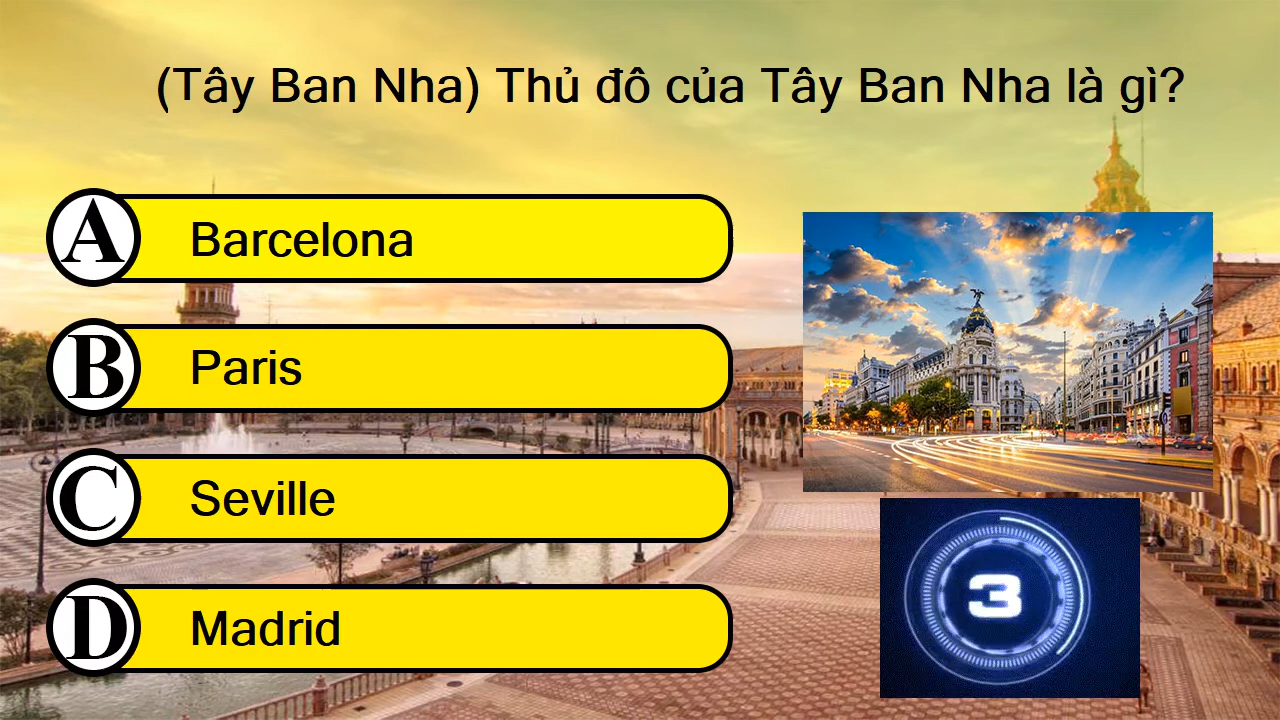 (Tây Ban Nha) Thủ đô của Tây Ban Nha là gì?
A Barcelona
B Paris
C Seville
D Madrid
3